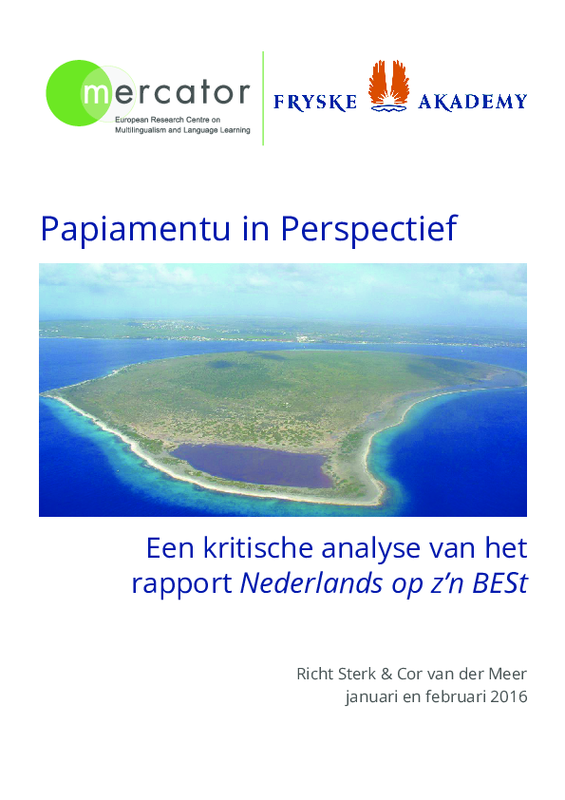 mercator
European Research Centre on
Multilingualism and Language Learning
FRYSKE AKADEMY
Papiamentu in Perspectief
Een kritische analyse van het
rapport Nederlands op z’n BESt
Richt Sterk & Cor van der Meer
januari en februari 2016